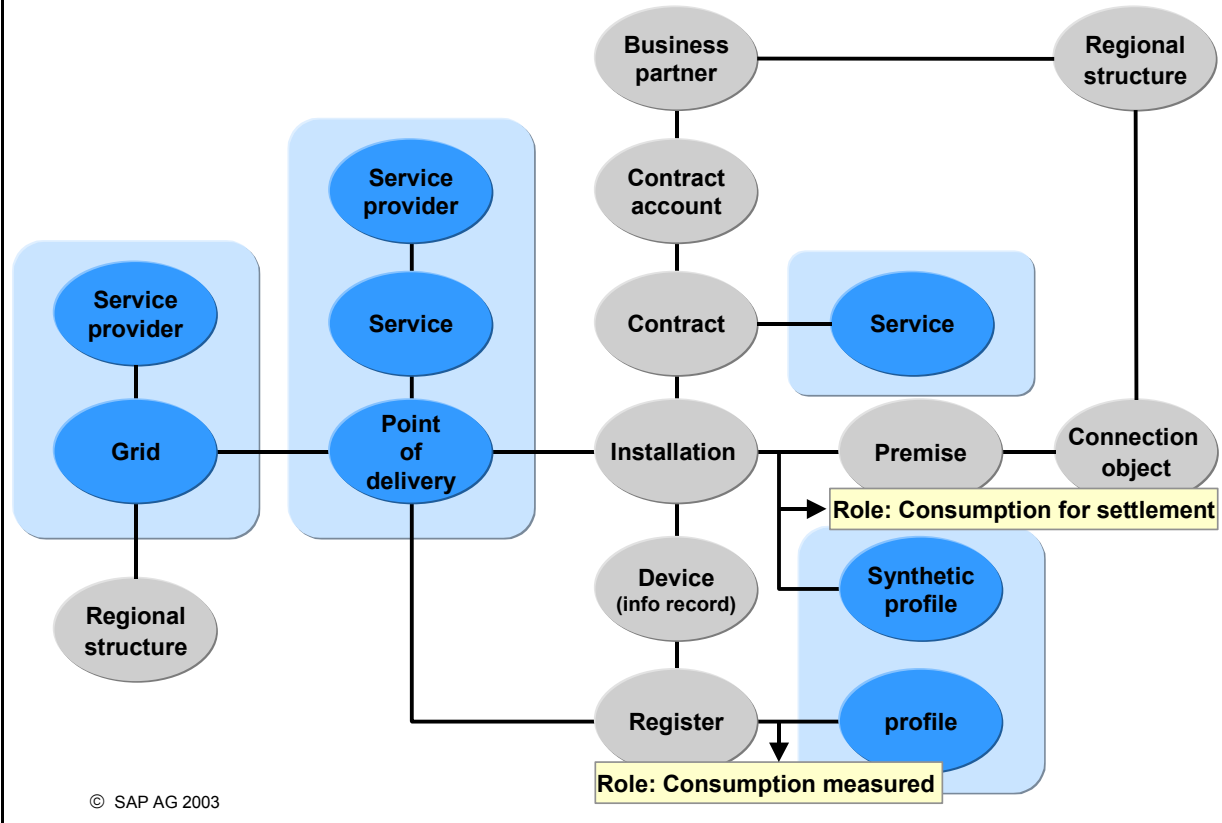 Business
partner
Regional
structure
Service
provider
Contract
account
Service
provider
Service
Contract
Service
Grid
Point
of
delivery
Installation
Premise
Connection
object
Role: Consumption for settlement
Regional
structure
Device
(info record)
Synthetic
profile
Register
profile
Role: Consumption measured
© SAP AG 2003